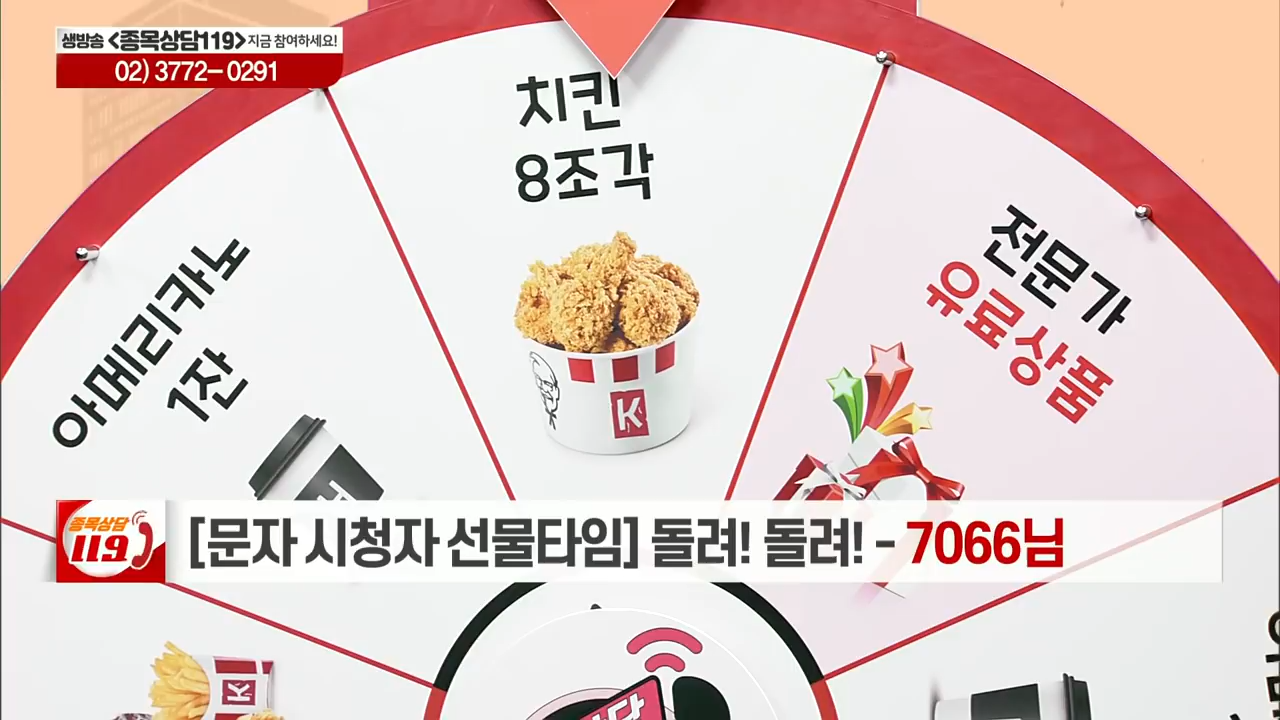 생방송 <종목상담119> 지금 참여하세요!
02) 3772-0291
치킨
8조각
아메리카노
1잔
전문가
유료상품
K
종목상담
119
[문자 시청자 선물타임] 돌려! 돌려! - 7066님
K